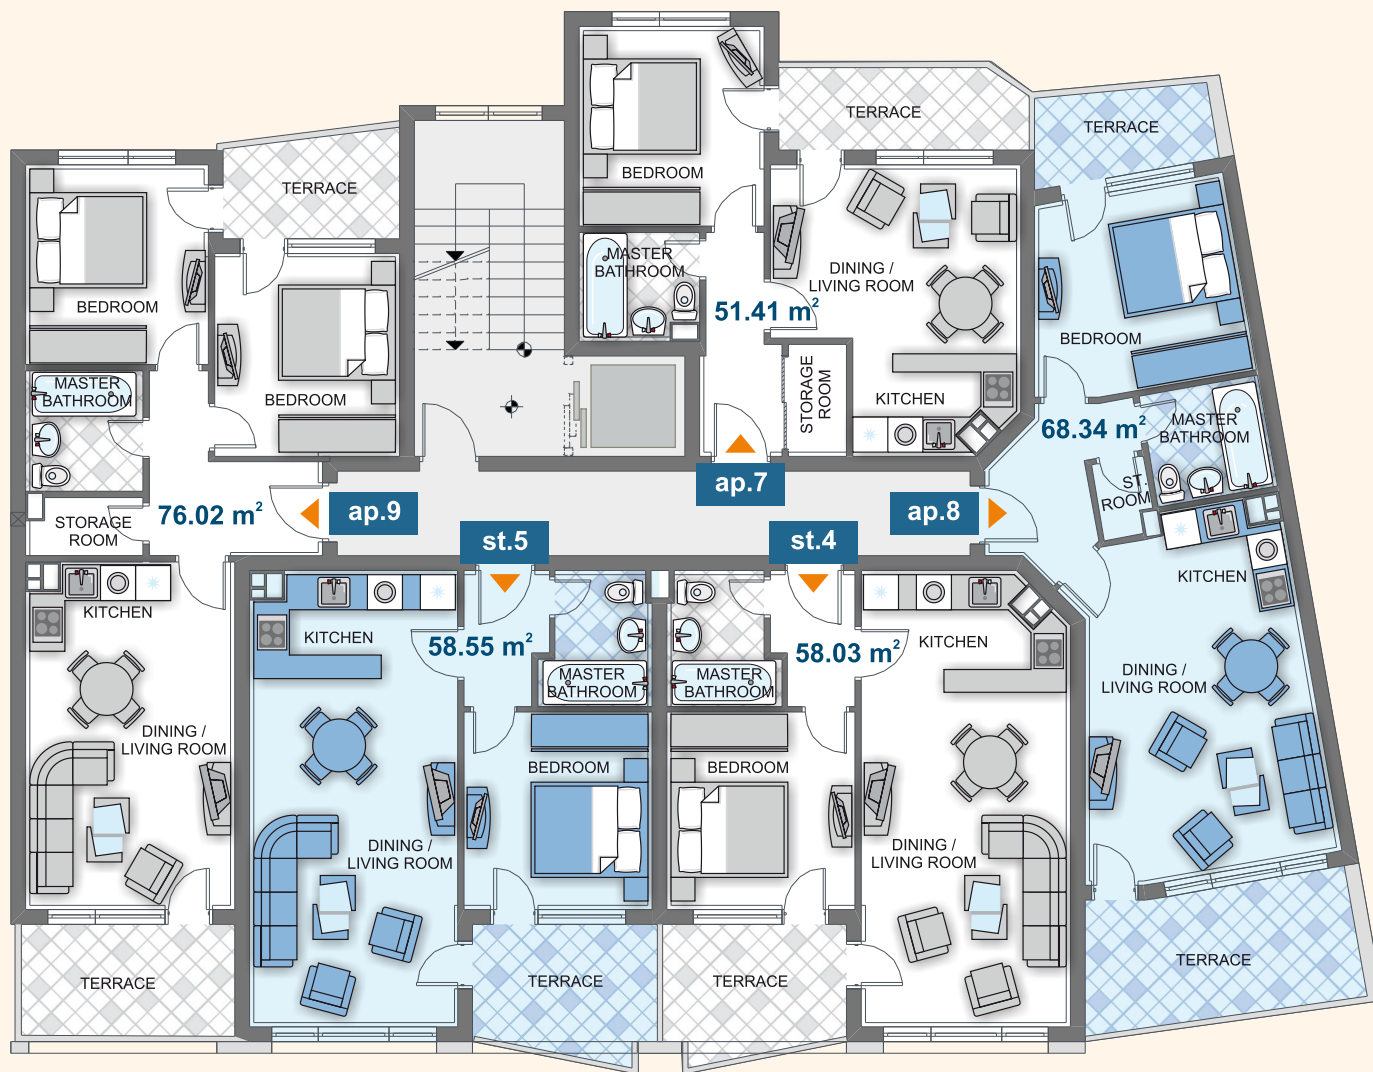 TERRACE
TERRACE
BEDROOM
TERRACE
MASTER
BATHROOM
DINING /
LIVING ROOM
51.41 m²
BEDROOM
BEDROOM
BEDROOM
MASTER
BATHROOM
STORAGE
ROOM
KITCHEN
68.34 m²
MASTER
BATHROOM
ap.7
ST.
ROOM
76.02 m²
ap.9
ap.8
STORAGE
ROOM
st.5
st.4
KITCHEN
KITCHEN
58.55 m²
MASTER
BATHROOM
MASTER
BATHROOM
58.03 m²
KITCHEN
KITCHEN
DINING /
LIVING ROOM
DINING /
LIVING ROOM
BEDROOM
BEDROOM
DINING /
LIVING ROOM
DINING /
LIVING ROOM
TERRACE
TERRACE
TERRACE
TERRACE
TERRACE